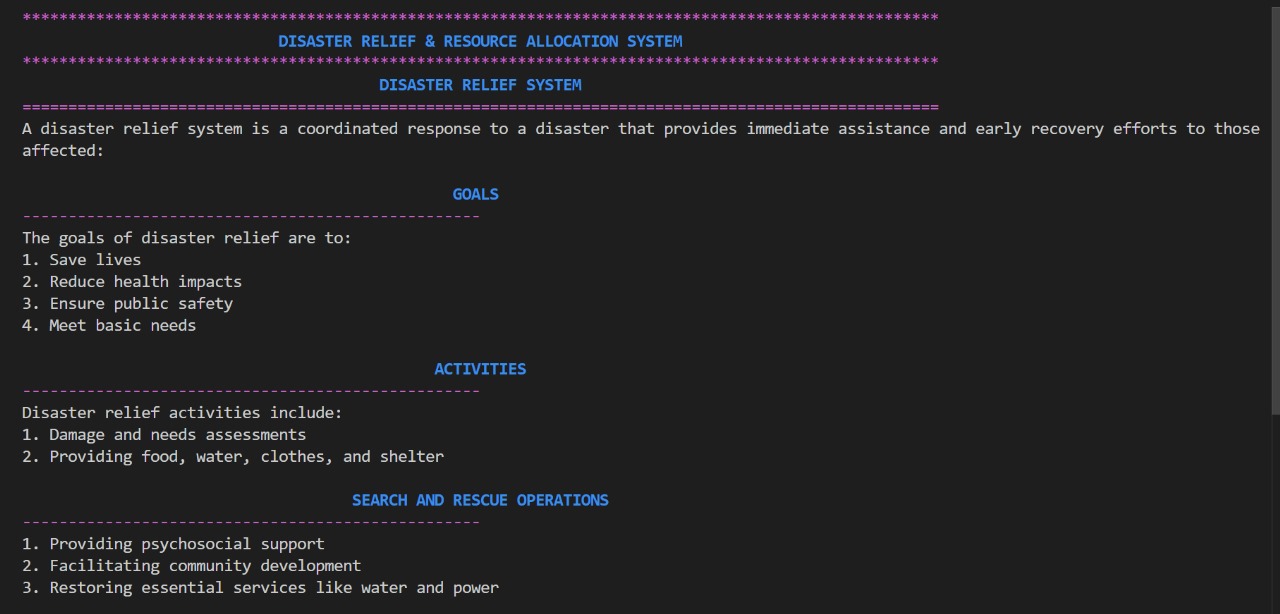 ****************************************************************************************************
DISASTER RELIEF & RESOURCE ALLOCATION SYSTEM
****************************************************************************************************
DISASTER RELIEF SYSTEM
====================================================================================================
A disaster relief system is a coordinated response to a disaster that provides immediate assistance and early recovery efforts to those
affected:
GOALS
--------------------------------------------------
The goals of disaster relief are to:
1. Save lives
2. Reduce health impacts
3. Ensure public safety
4. Meet basic needs
ACTIVITIES
--------------------------------------------------
Disaster relief activities include:
1. Damage and needs assessments
2. Providing food, water, clothes, and shelter
SEARCH AND RESCUE OPERATIONS
--------------------------------------------------
1. Providing psychosocial support
2. Facilitating community development
3. Restoring essential services like water and power